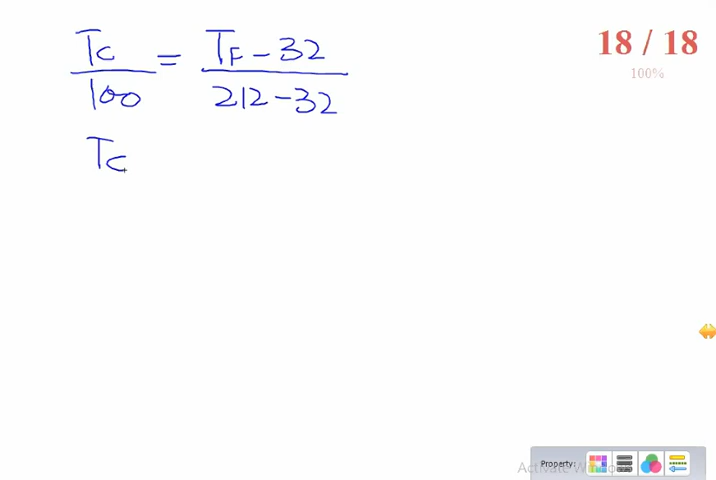 Tc/100 = TF - 32/212 - 32
Tc
18 / 18
100%
Property: